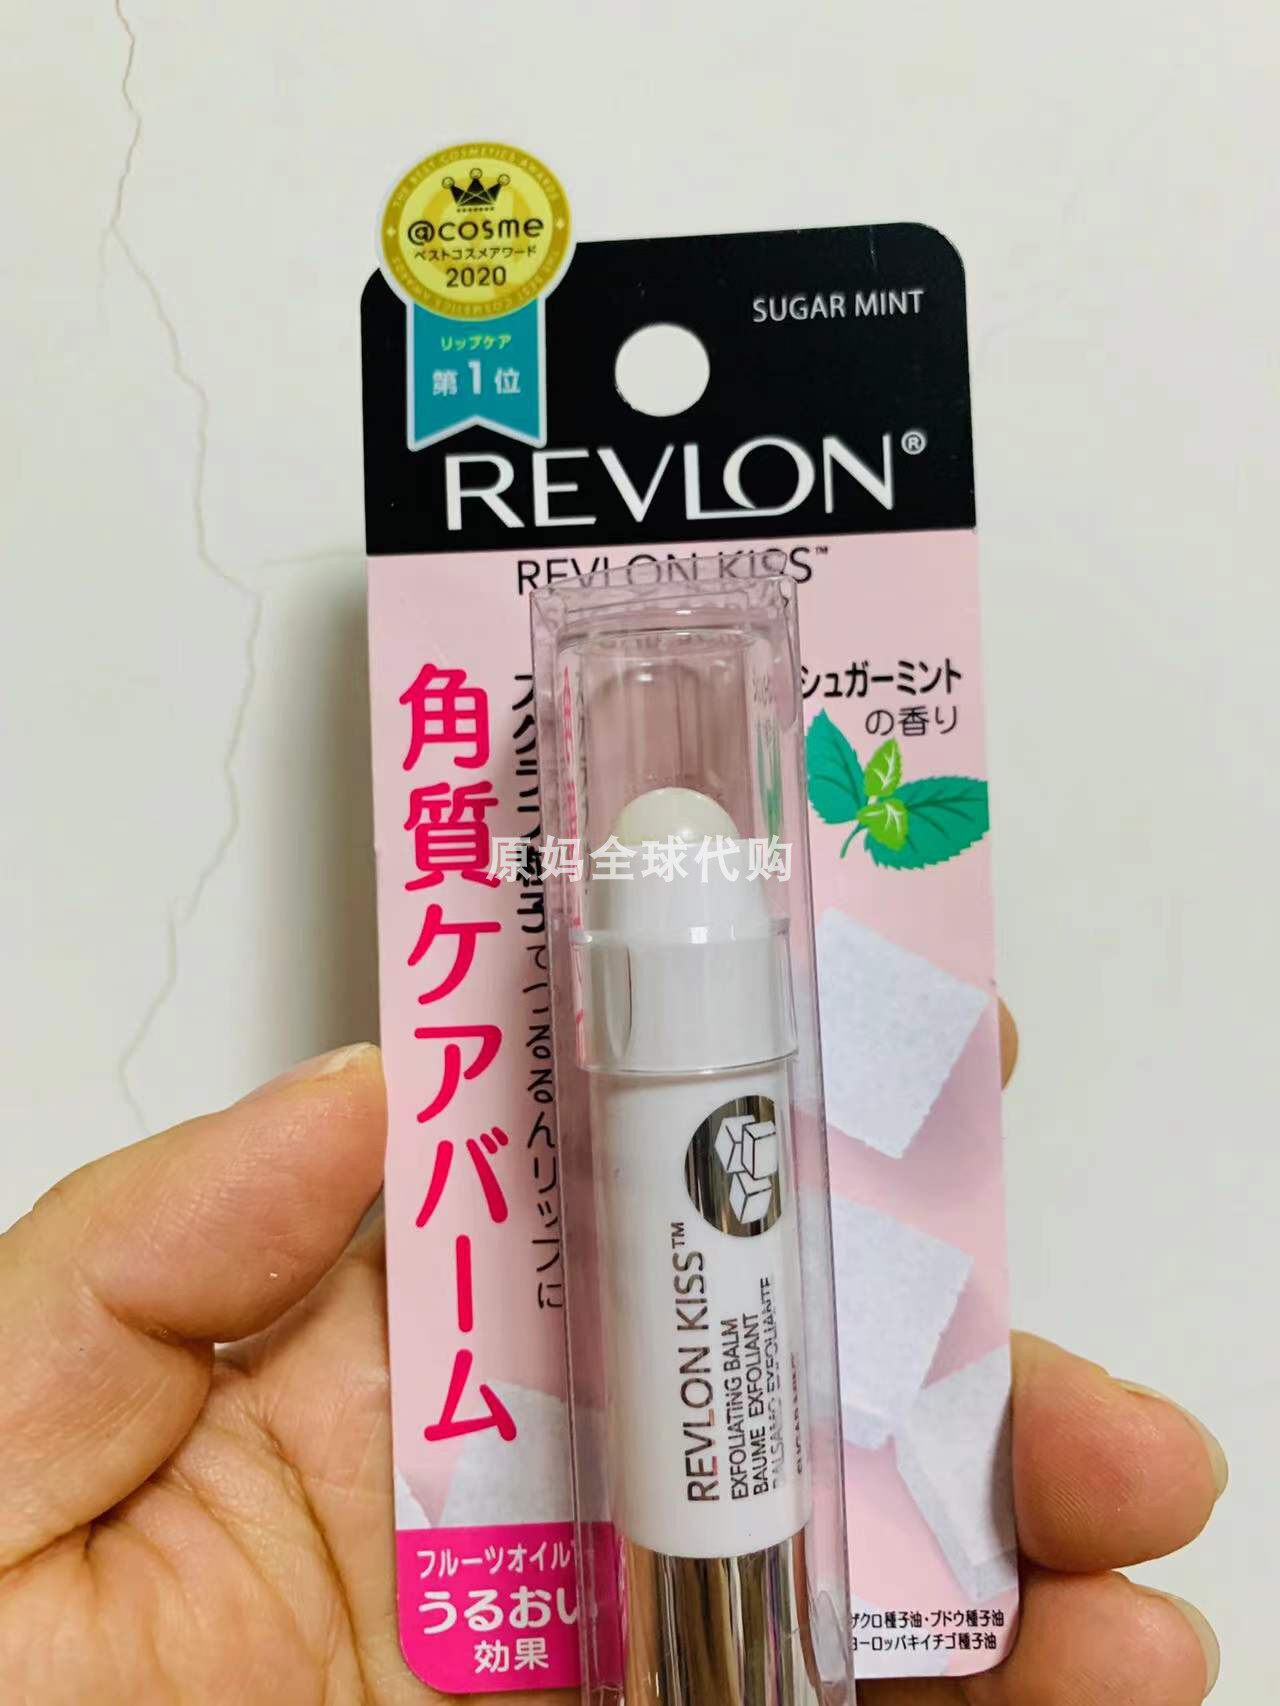 THE BEST COSMETICS AWARDS
@cosme
ベストコスメアワード
2020
リップケア
第1位
SUGAR MINT
REVLON®
REVLON KISS™
シュガーミント
の香り
角質ケアバーム
原妈全球代购
REVLON KISS™
EXFOLIATING BALM
BAUME EXFOLIANT
BALSAMO EXFOLIANTE
SUGAR MINT
フルーツオイル
うるおい
効果
ザクロ種子油・ブドウ種子油
ヨーロッパキイチゴ種子油